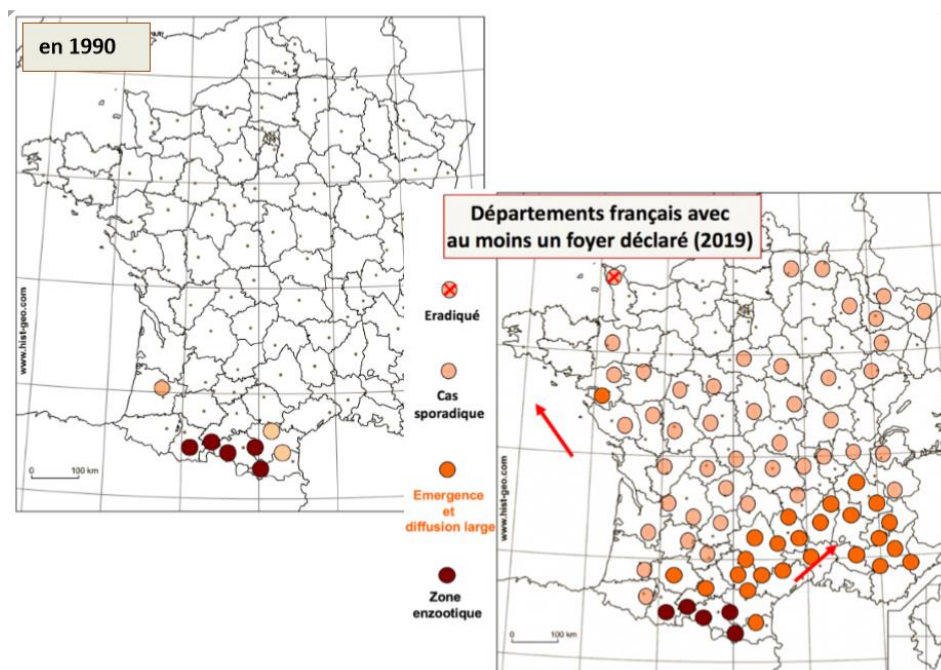 en 1990
www.hist-geo.com
0 100 km
Départements français avec
au moins un foyer déclaré (2019)
Eradiqué
Cas
sporadique
Emergence
et
diffusion large
Zone
enzootique
www.hist-geo.com
0 100 km